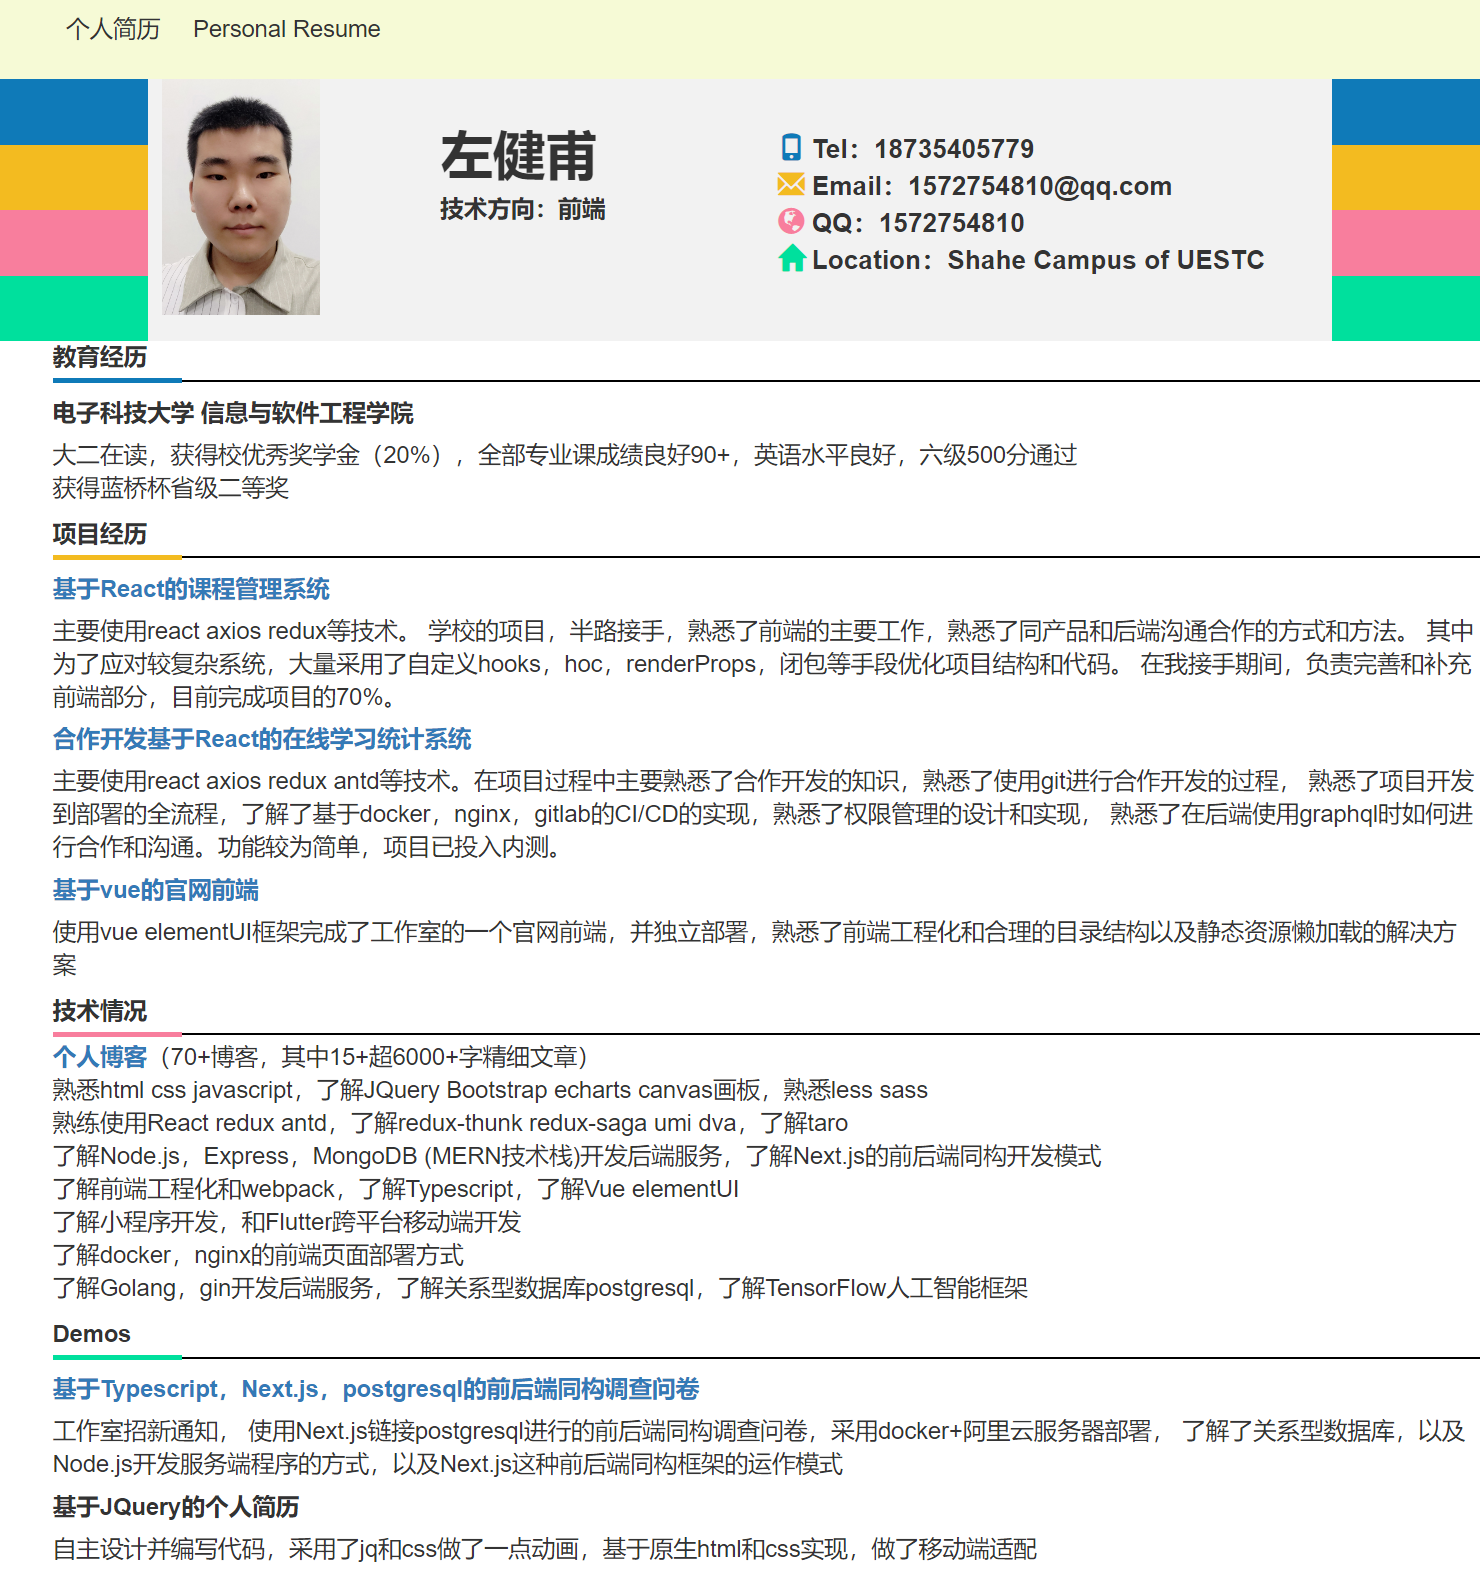 个人简历 Personal Resume
左健甫
技术方向：前端
Tel：18735405779
Email：1572754810@qq.com
QQ：1572754810
Location：Shahe Campus of UESTC
教育经历
电子科技大学 信息与软件工程学院
大二在读，获得校优秀奖学金（20%），全部专业课成绩良好90+，英语水平良好，六级500分通过
获得蓝桥杯省级二等奖
项目经历
基于React的课程管理系统
主要使用react axios redux等技术。 学校的项目，半路接手，熟悉了前端的主要工作，熟悉了同产品和后端沟通合作的方式和方法。 其中
为了应对较复杂系统，大量采用了自定义hooks，hoc，renderProps，闭包等手段优化项目结构和代码。 在我接手期间，负责完善和补充
前端部分，目前完成项目的70%。
合作开发基于React的在线学习统计系统
主要使用react axios redux antd等技术。在项目过程中主要熟悉了合作开发的知识，熟悉了使用git进行合作开发的过程， 熟悉了项目开发
到部署的全流程，了解了基于docker，nginx，gitlab的CI/CD的实现，熟悉了权限管理的设计和实现， 熟悉了在后端使用graphql时如何进
行合作和沟通。功能较为简单，项目已投入内测。
基于vue的官网前端
使用vue elementUI框架完成了工作室的一个官网前端，并独立部署，熟悉了前端工程化和合理的目录结构以及静态资源懒加载的解决方
案
技术情况
个人博客（70+博客，其中15+超6000+字精细文章）
熟悉html css javascript，了解JQuery Bootstrap echarts canvas画板，熟悉less sass
熟练使用React redux antd，了解redux-thunk redux-saga umi dva，了解taro
了解Node.js，Express，MongoDB (MERN技术栈)开发后端服务，了解Next.js的前后端同构开发模式
了解前端工程化和webpack，了解Typescript，了解Vue elementUI
了解小程序开发，和Flutter跨平台移动端开发
了解docker，nginx的前端页面部署方式
了解Golang，gin开发后端服务，了解关系型数据库postgresql，了解TensorFlow人工智能框架
Demos
基于Typescript，Next.js，postgresql的前后端同构调查问卷
工作室招新通知， 使用Next.js链接postgresql进行的前后端同构调查问卷，采用docker+阿里云服务器部署， 了解了关系型数据库，以及
Node.js开发服务端程序的方式，以及Next.js这种前后端同构框架的运作模式
基于JQuery的个人简历
自主设计并编写代码，采用了jq和css做了一点动画，基于原生html和css实现，做了移动端适配